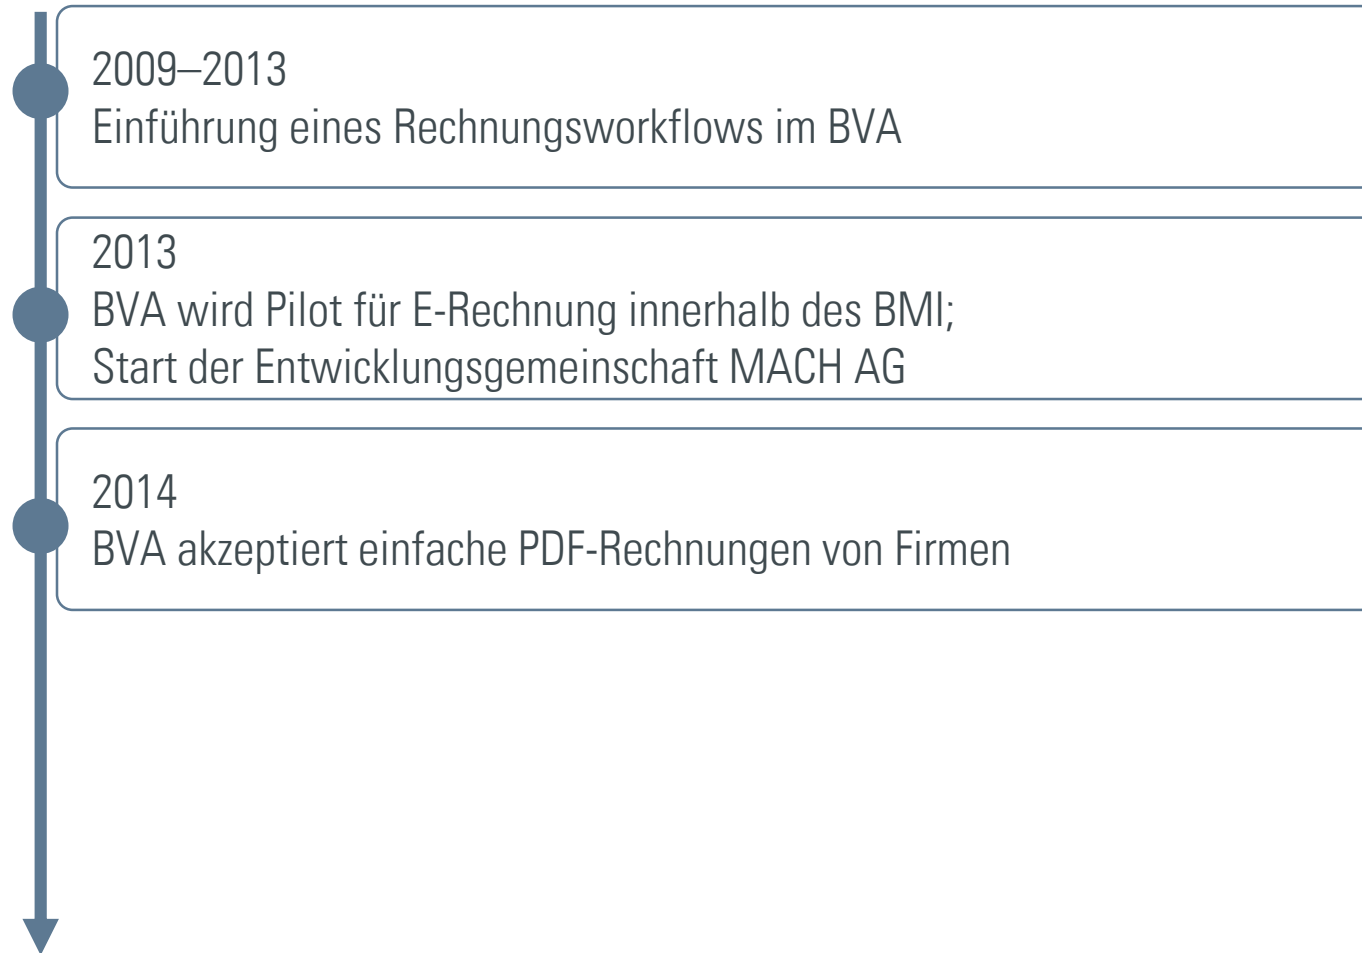 2009–2013
Einführung eines Rechnungsworkflows im BVA
2013
BVA wird Pilot für E-Rechnung innerhalb des BMI;
Start der Entwicklungsgemeinschaft MACH AG
2014
BVA akzeptiert einfache PDF-Rechnungen von Firmen